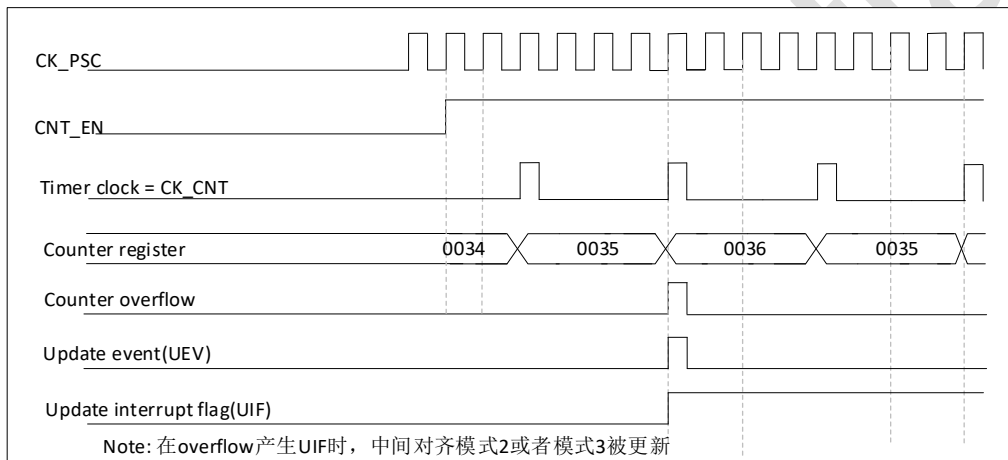 CK_PSC
CNT_EN
Timer clock = CK_CNT
Counter register 0034 0035 0036 0035
Counter overflow
Update event(UEV)
Update interrupt flag(UIF)
Note: 在overflow产生UIF时，中间对齐模式2或者模式3被更新